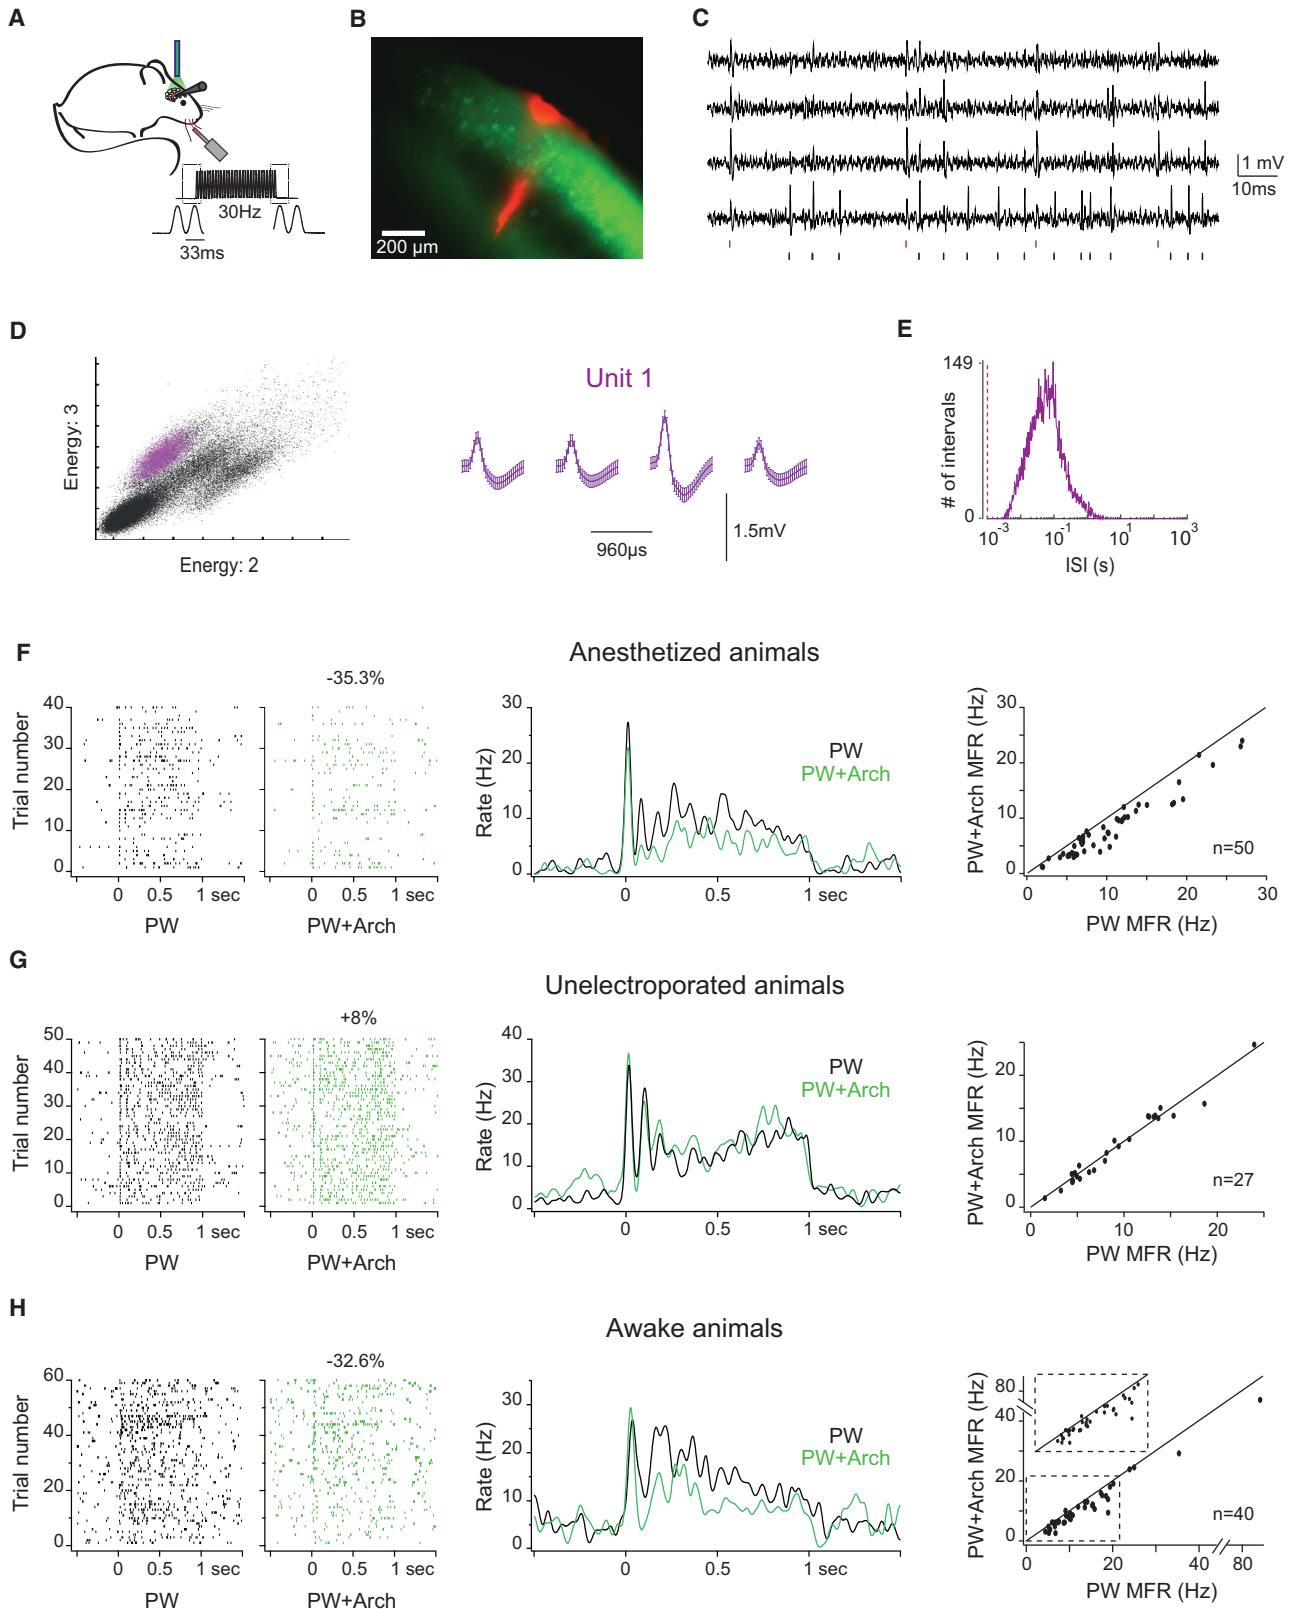 A
B
C
30Hz
33ms
200 µm
1 mV
10ms
D
E
Energy: 3
Energy: 2
Unit 1
960µs
1.5mV
149
0
# of intervals
10-3 10-1 101 103
ISI (s)
F
Anesthetized animals
-35.3%
Trial number
40
30
20
10
0
0 0.5 1 sec
PW
0 0.5 1 sec
PW+Arch
Rate (Hz)
30
20
10
0
0 0.5 1 sec
PW
PW+Arch
PW+Arch MFR (Hz)
30
20
10
0
n=50
0 10 20 30
PW MFR (Hz)
G
Unelectroporated animals
+8%
Trial number
50
40
30
20
10
0
0 0.5 1 sec
PW
0 0.5 1 sec
PW+Arch
Rate (Hz)
40
30
20
10
0
0 0.5 1 sec
PW
PW+Arch
PW+Arch MFR (Hz)
20
10
0
n=27
0 10 20
PW MFR (Hz)
H
Awake animals
-32.6%
Trial number
60
40
20
0
0 0.5 1 sec
PW
0 0.5 1 sec
PW+Arch
Rate (Hz)
30
20
10
0
0 0.5 1 sec
PW
PW+Arch
PW+Arch MFR (Hz)
80
40
20
0
n=40
0 20 40 80
PW MFR (Hz)